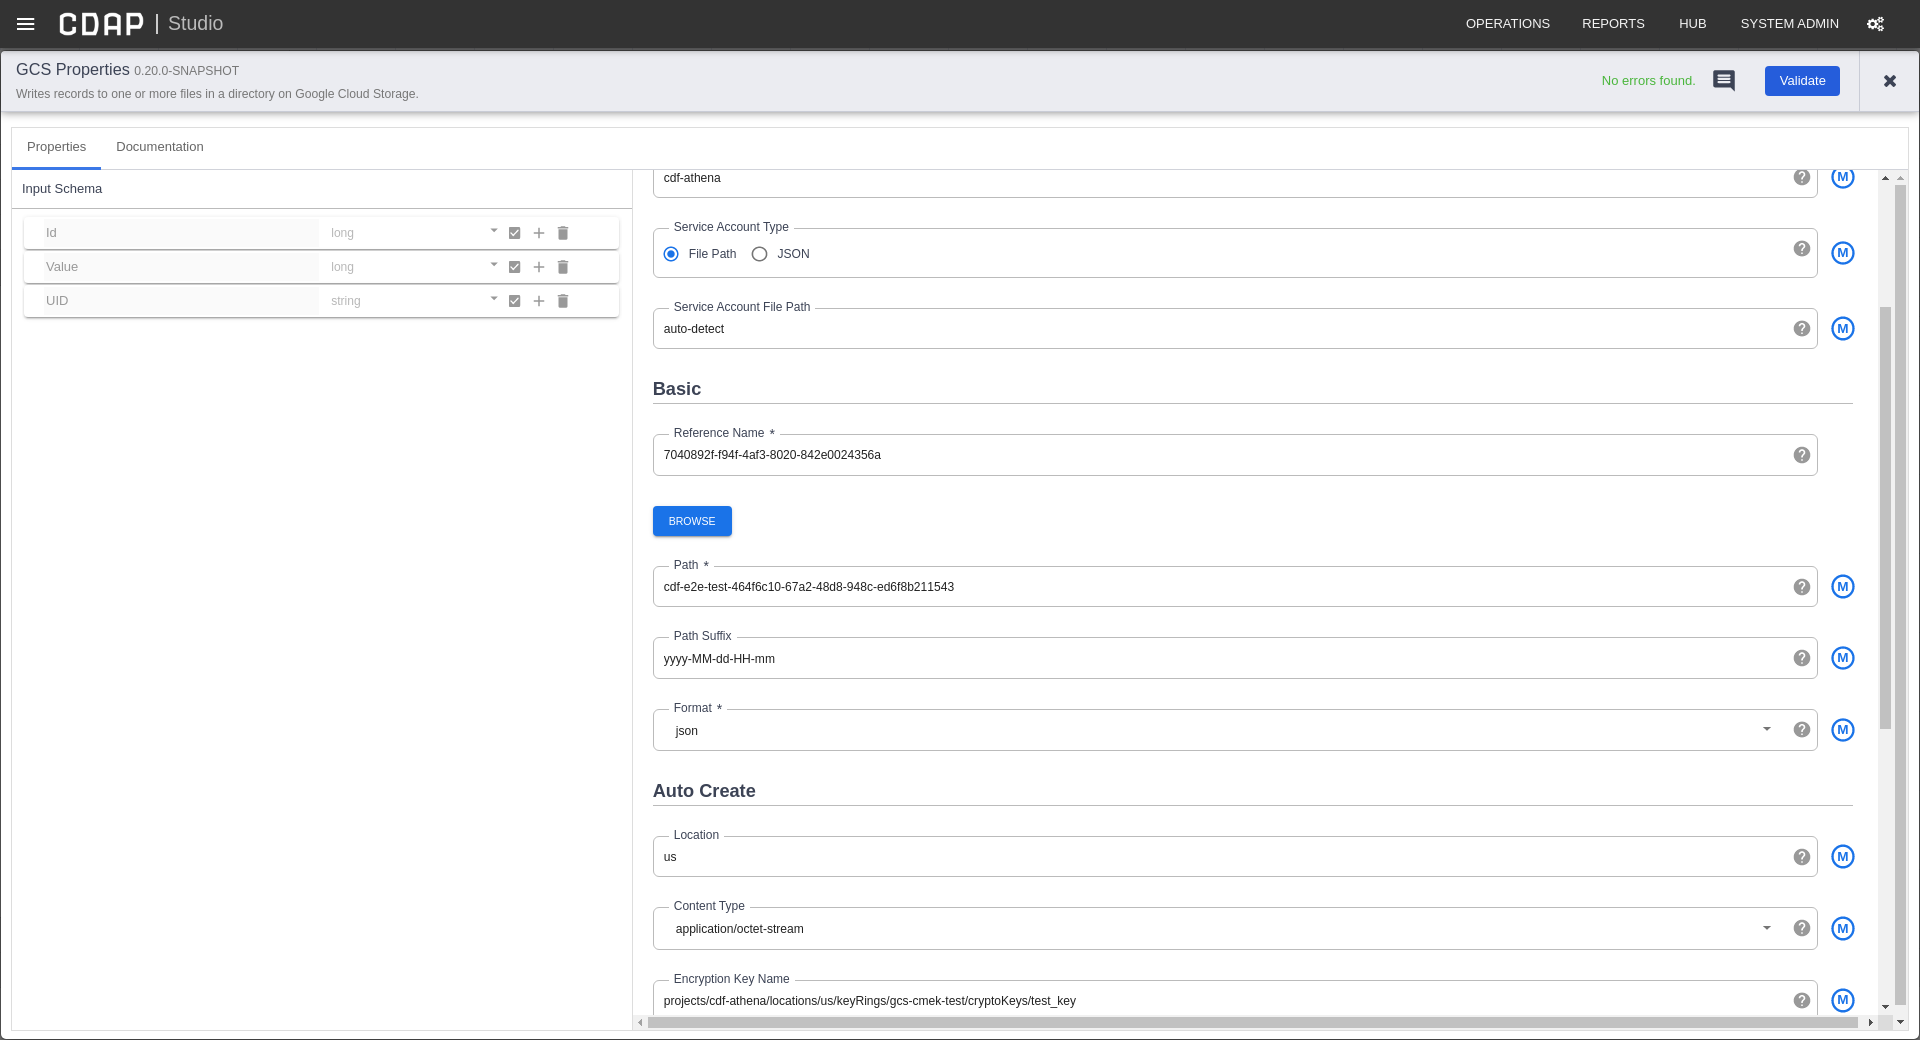 CDAP | Studio
OPERATIONS REPORTS HUB SYSTEM ADMIN
GCS Properties 0.20.0-SNAPSHOT
Writes records to one or more files in a directory on Google Cloud Storage.
No errors found.
Validate
Properties Documentation
Input Schema
Id long
Value long
UID string
cdf-athena
M
Service Account Type
File Path JSON
M
Service Account File Path
auto-detect
M
Basic
Reference Name *
7040892f-f94f-4af3-8020-842e0024356a
BROWSE
Path *
cdf-e2e-test-464f6c10-67a2-48d8-948c-ed6f8b211543
M
Path Suffix
yyyy-MM-dd-HH-mm
M
Format *
json
M
Auto Create
Location
us
M
Content Type
application/octet-stream
M
Encryption Key Name
projects/cdf-athena/locations/us/keyRings/gcs-cmek-test/cryptoKeys/test_key
M